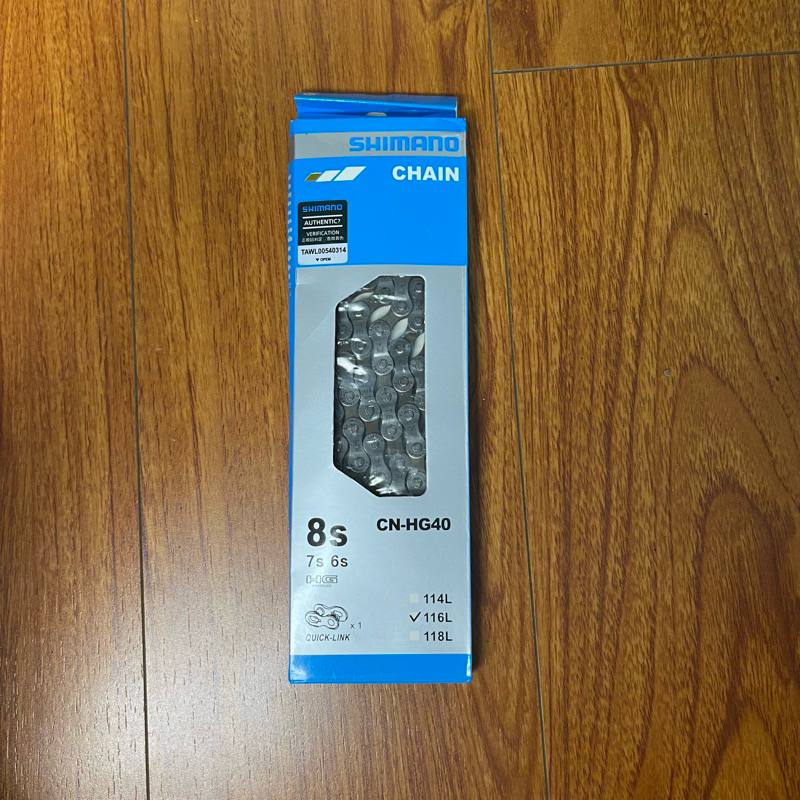 SHIMANO
CHAIN
SHIMANO
AUTHENTIC?
VERIFICATION
TAWL00540314
▼ OPEN
8s
CN-HG40
7s 6s
HG
114L
✓ 116L
118L
x 1
QUICK-LINK